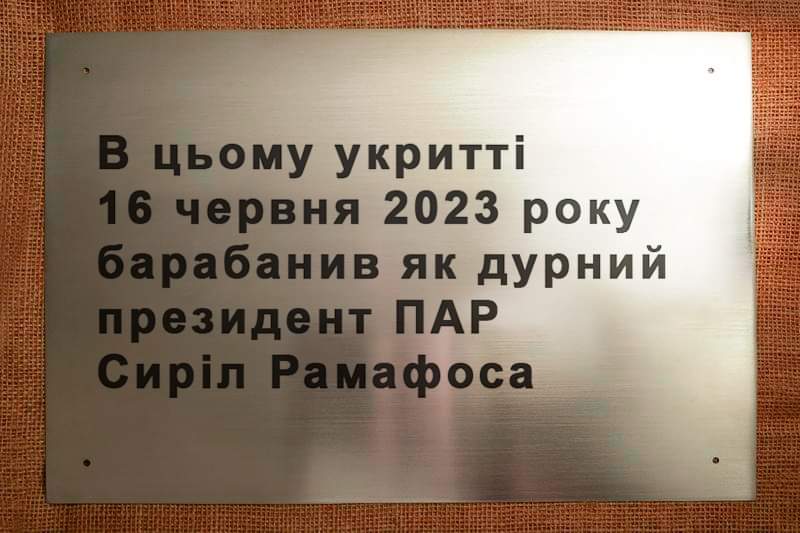 В цьому укритті
16 червня 2023 року
барабанив як дурний
президент ПАР
Сиріл Рамафоса